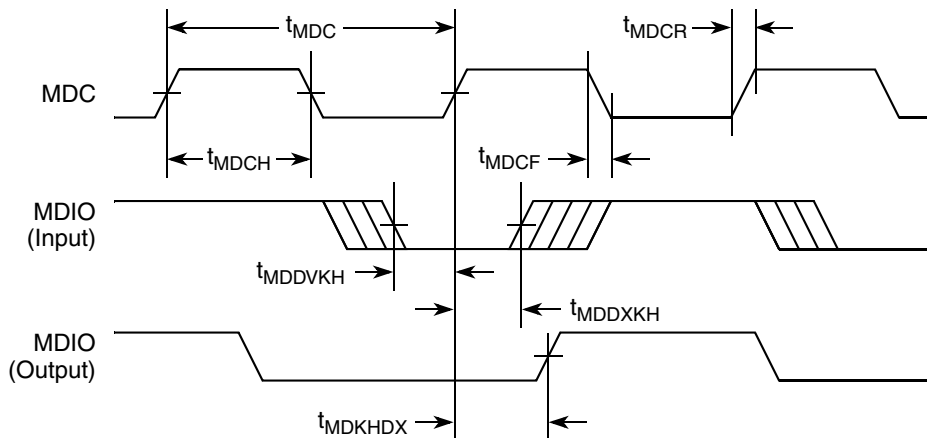 tMDC
tMDCR
MDC
tMDCH
tMDCF
MDIO
(Input)
tMDDVKH
tMDDXKH
MDIO
(Output)
tMDKHDX